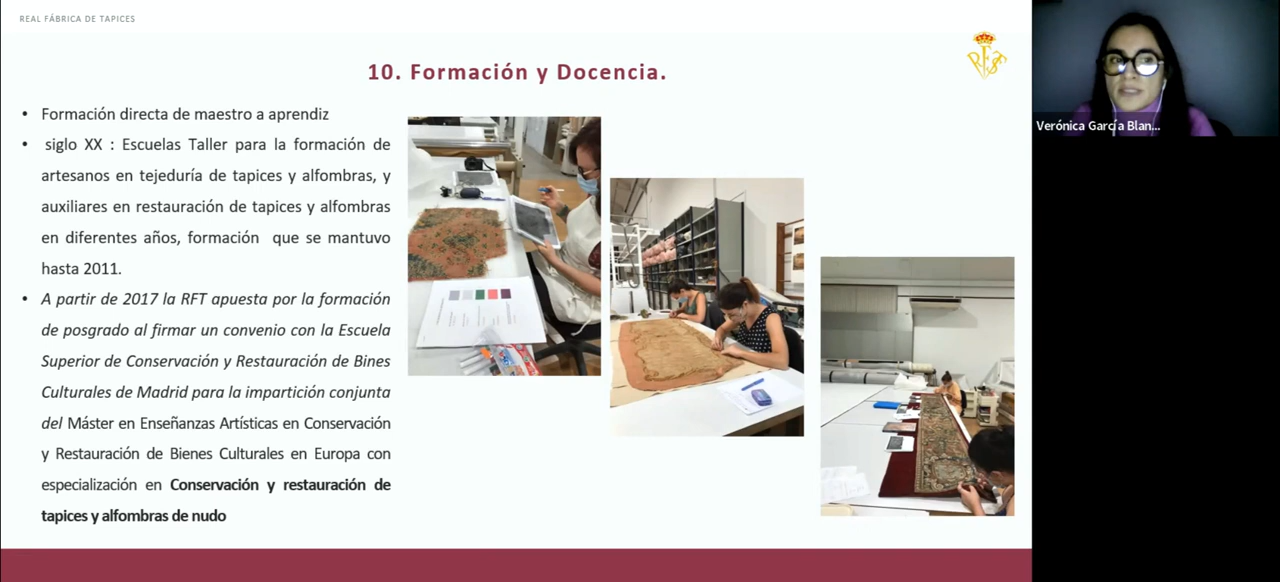 REAL FÁBRICA DE TAPICES
10. Formación y Docencia.
• Formación directa de maestro a aprendiz
• siglo XX : Escuelas Taller para la formación de
artesanos en tejeduría de tapices y alfombras, y
auxiliares en restauración de tapices y alfombras
en diferentes años, formación que se mantuvo
hasta 2011.
• A partir de 2017 la RFT apuesta por la formación
de posgrado al firmar un convenio con la Escuela
Superior de Conservación y Restauración de Bines
Culturales de Madrid para la impartición conjunta
del Máster en Enseñanzas Artísticas en Conservación
y Restauración de Bienes Culturales en Europa con
especialización en Conservación y restauración de
tapices y alfombras de nudo
Verónica García Blan...